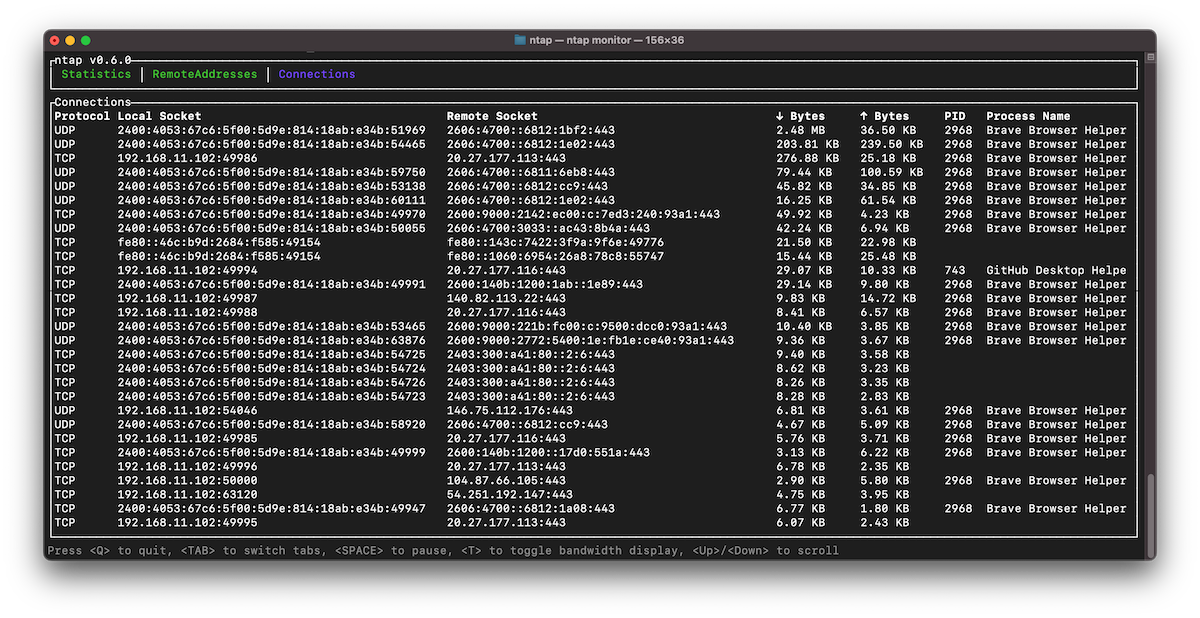 ntap — ntap monitor — 156×36
ntap v0.6.0
Statistics | RemoteAddresses | Connections
Connections
Protocol Local Socket Remote Socket ↓ Bytes ↑ Bytes PID Process Name
UDP 2400:4053:67c6:5f00:5d9e:814:18ab:e34b:51969 2606:4700::6812:1bf2:443 2.48 MB 36.50 KB 2968 Brave Browser Helper
UDP 2400:4053:67c6:5f00:5d9e:814:18ab:e34b:54465 2606:4700::6812:1e02:443 203.81 KB 239.50 KB 2968 Brave Browser Helper
TCP 192.168.11.102:49986 20.27.177.113:443 276.88 KB 25.18 KB 2968 Brave Browser Helper
UDP 2400:4053:67c6:5f00:5d9e:814:18ab:e34b:59750 2606:4700::6811:6eb8:443 79.44 KB 100.59 KB 2968 Brave Browser Helper
UDP 2400:4053:67c6:5f00:5d9e:814:18ab:e34b:53138 2606:4700::6812:cc9:443 45.82 KB 34.85 KB 2968 Brave Browser Helper
UDP 2400:4053:67c6:5f00:5d9e:814:18ab:e34b:60111 2606:4700::6812:1e02:443 16.25 KB 61.54 KB 2968 Brave Browser Helper
TCP 2400:4053:67c6:5f00:5d9e:814:18ab:e34b:49970 2600:9000:2142:ec00:c:7ed3:240:93a1:443 49.92 KB 4.23 KB 2968 Brave Browser Helper
UDP 2400:4053:67c6:5f00:5d9e:814:18ab:e34b:50055 2606:4700:3033::ac43:8b4a:443 42.24 KB 6.94 KB 2968 Brave Browser Helper
TCP fe80::46c:b9d:2684:f585:49154 fe80::143c:7422:3f9a:9f6e:49776 21.50 KB 22.98 KB
TCP fe80::46c:b9d:2684:f585:49154 fe80::1060:6954:26a8:78c8:55747 15.44 KB 25.48 KB
TCP 192.168.11.102:49994 20.27.177.116:443 29.07 KB 10.33 KB 743 GitHub Desktop Helpe
TCP 2400:4053:67c6:5f00:5d9e:814:18ab:e34b:49991 2600:140b:1200:1ab::1e89:443 29.14 KB 9.80 KB 2968 Brave Browser Helper
TCP 192.168.11.102:49987 140.82.113.22:443 9.83 KB 14.72 KB 2968 Brave Browser Helper
TCP 192.168.11.102:49988 20.27.177.116:443 8.41 KB 6.57 KB 2968 Brave Browser Helper
UDP 2400:4053:67c6:5f00:5d9e:814:18ab:e34b:53465 2600:9000:221b:fc00:c:9500:dcc0:93a1:443 10.40 KB 3.85 KB 2968 Brave Browser Helper
UDP 2400:4053:67c6:5f00:5d9e:814:18ab:e34b:63876 2600:9000:2772:5400:1e:fb1e:ce40:93a1:443 9.36 KB 3.67 KB 2968 Brave Browser Helper
TCP 2400:4053:67c6:5f00:5d9e:814:18ab:e34b:54725 2403:300:a41:80::2:6:443 9.40 KB 3.58 KB
TCP 2400:4053:67c6:5f00:5d9e:814:18ab:e34b:54724 2403:300:a41:80::2:6:443 8.62 KB 3.23 KB
TCP 2400:4053:67c6:5f00:5d9e:814:18ab:e34b:54726 2403:300:a41:80::2:6:443 8.26 KB 3.35 KB
TCP 2400:4053:67c6:5f00:5d9e:814:18ab:e34b:54723 2403:300:a41:80::2:6:443 8.28 KB 2.83 KB
UDP 192.168.11.102:54046 146.75.112.176:443 6.81 KB 3.61 KB 2968 Brave Browser Helper
UDP 2400:4053:67c6:5f00:5d9e:814:18ab:e34b:58920 2606:4700::6812:cc9:443 4.67 KB 5.09 KB 2968 Brave Browser Helper
TCP 192.168.11.102:49985 20.27.177.116:443 5.76 KB 3.71 KB 2968 Brave Browser Helper
TCP 2400:4053:67c6:5f00:5d9e:814:18ab:e34b:49999 2600:140b:1200::17d0:551a:443 3.13 KB 6.22 KB 2968 Brave Browser Helper
TCP 192.168.11.102:49996 20.27.177.113:443 6.78 KB 2.35 KB
TCP 192.168.11.102:50000 104.87.66.105:443 2.90 KB 5.80 KB 2968 Brave Browser Helper
TCP 192.168.11.102:63120 54.251.192.147:443 4.75 KB 3.95 KB
TCP 2400:4053:67c6:5f00:5d9e:814:18ab:e34b:49947 2606:4700::6812:1a08:443 6.77 KB 1.80 KB 2968 Brave Browser Helper
TCP 192.168.11.102:49995 20.27.177.113:443 6.07 KB 2.43 KB
Press <Q> to quit, <TAB> to switch tabs, <SPACE> to pause, <T> to toggle bandwidth display, <Up>/<Down> to scroll